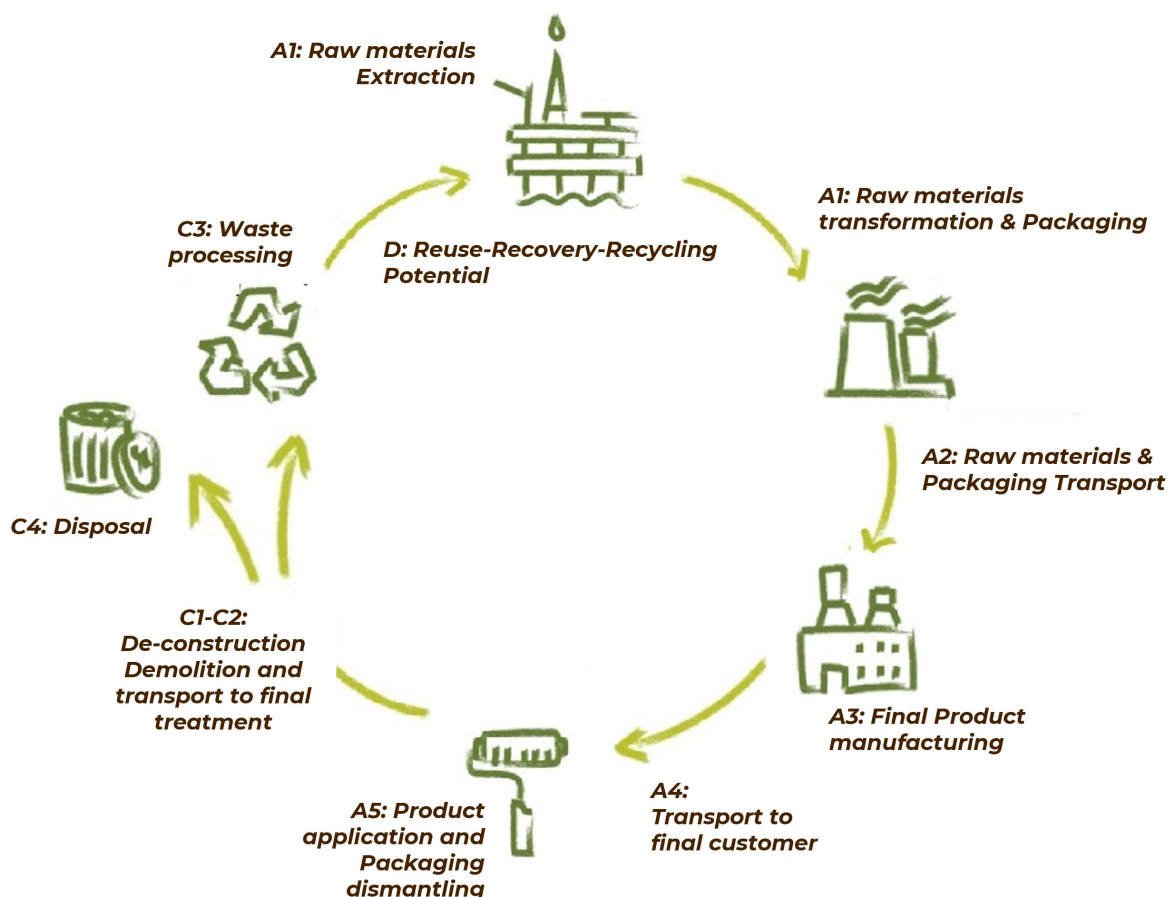 A1: Raw materials
Extraction
A1: Raw materials
transformation & Packaging
C3: Waste
processing
D: Reuse-Recovery-Recycling
Potential
A2: Raw materials &
Packaging Transport
C4: Disposal
C1-C2:
De-construction
Demolition and
transport to final
treatment
A3: Final Product
manufacturing
A4:
Transport to
final customer
A5: Product
application and
Packaging
dismantling